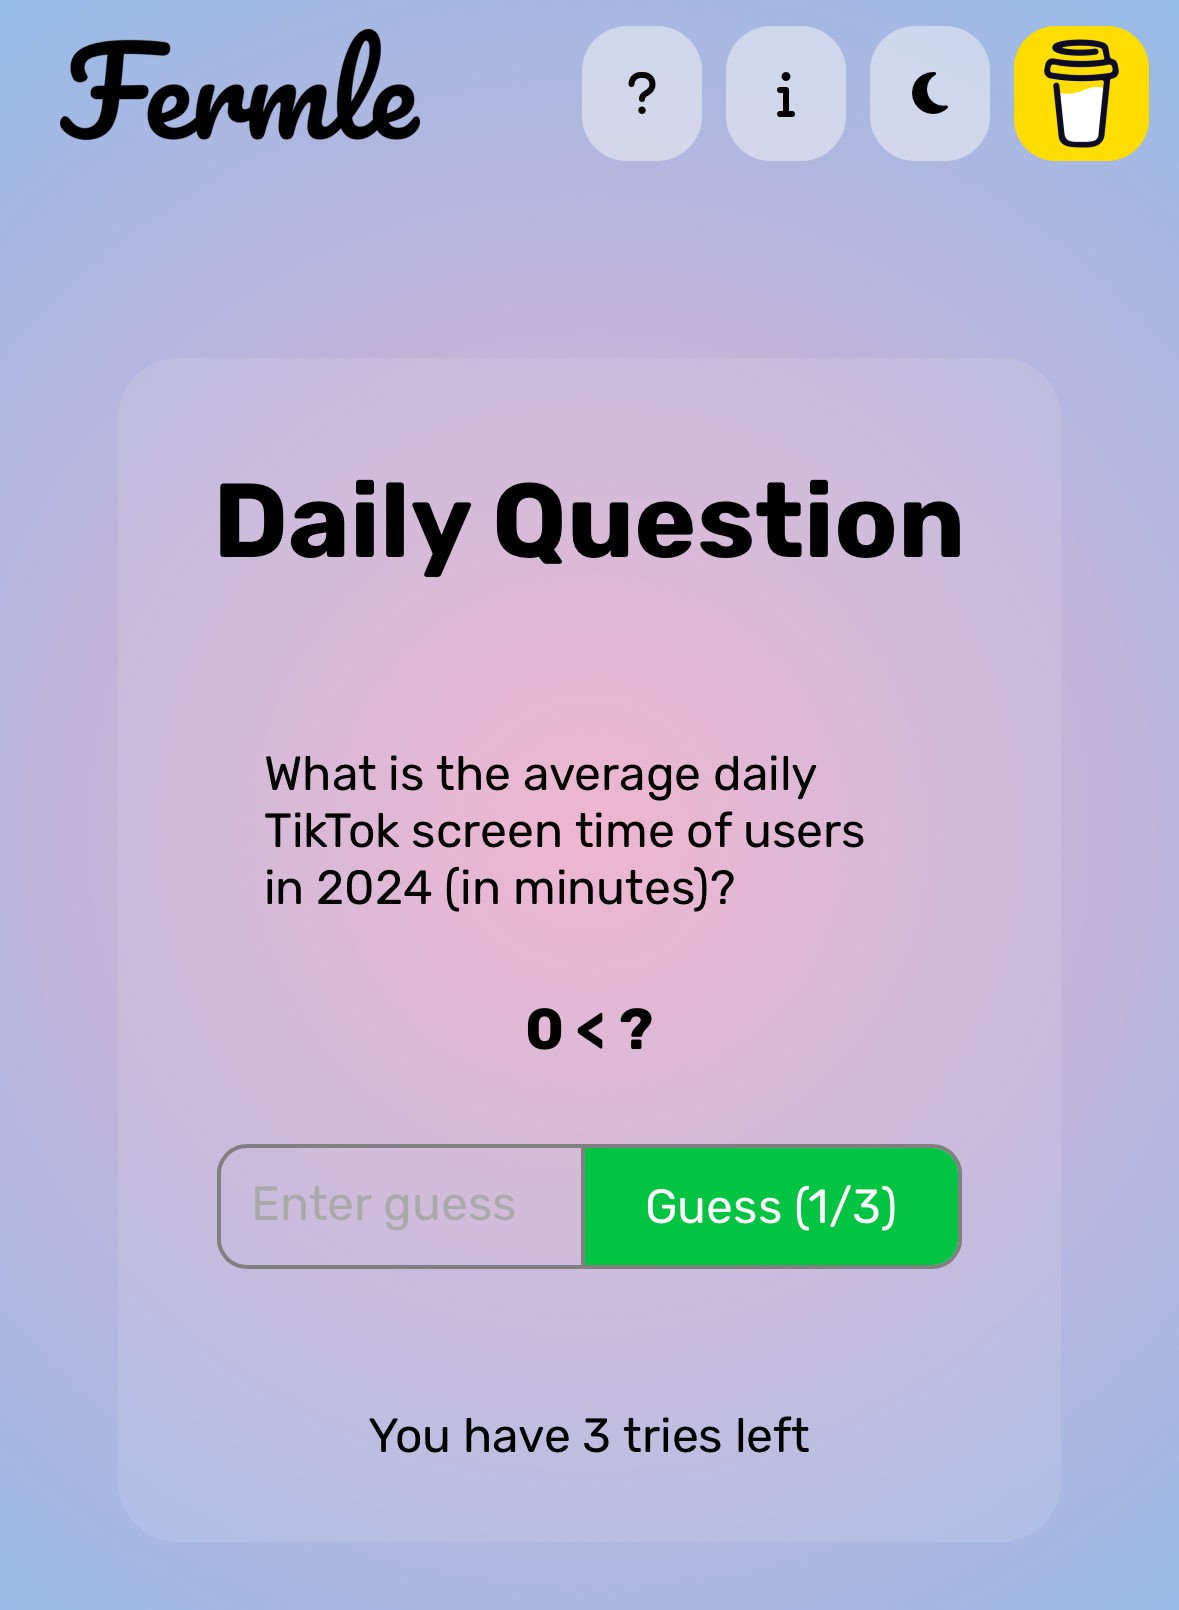 Fermle
?
i
Daily Question
What is the average daily
TikTok screen time of users
in 2024 (in minutes)?
0 < ?
Enter guess
Guess (1/3)
You have 3 tries left